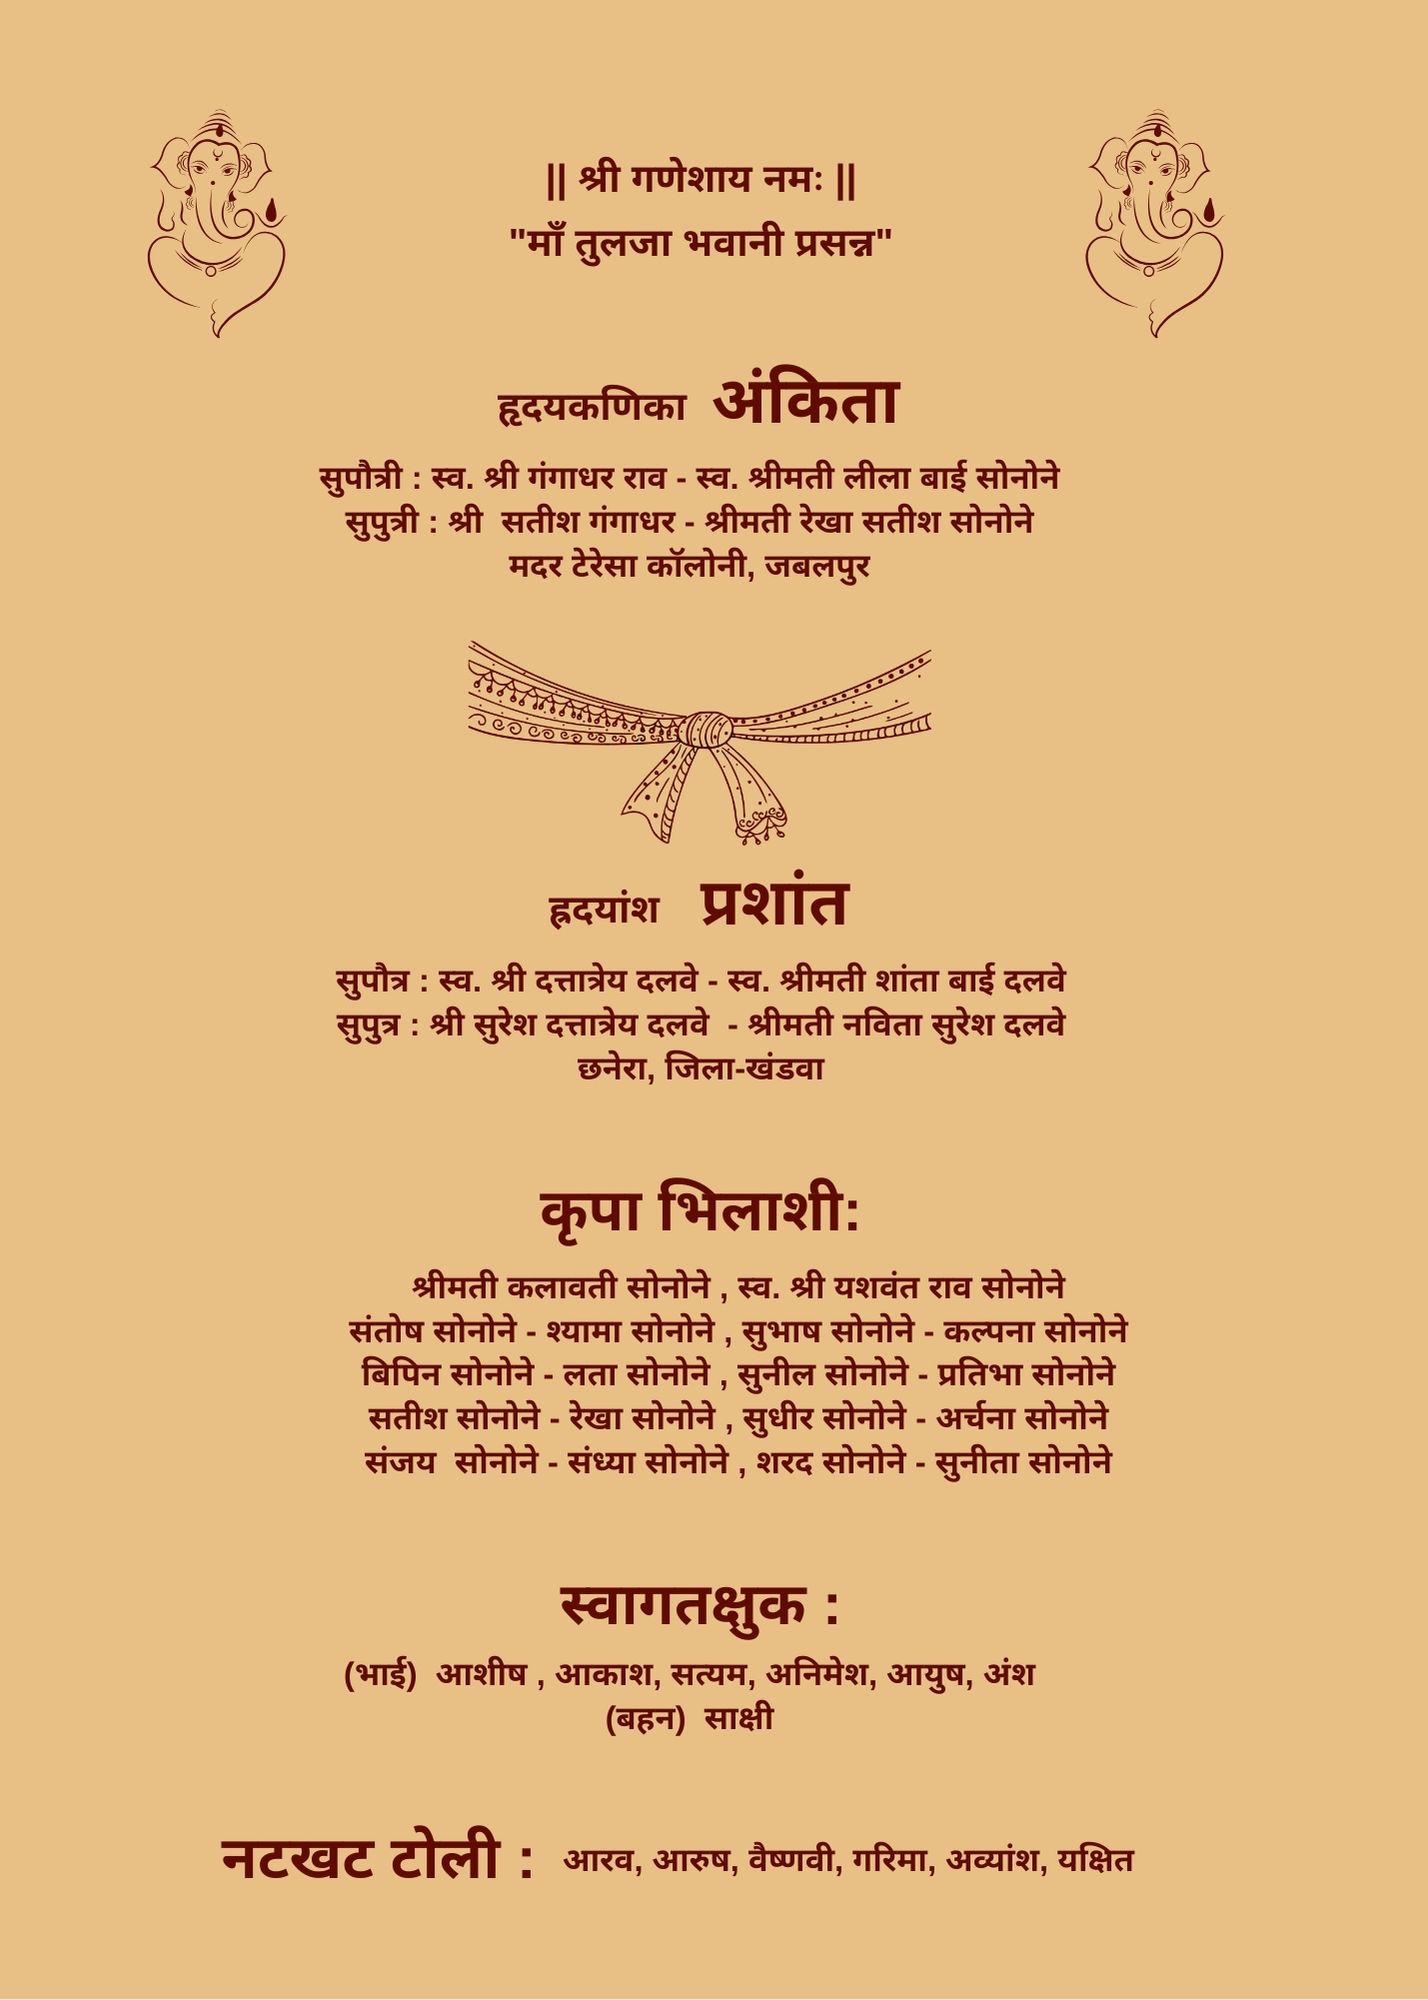 || श्री गणेशाय नमः ||
"माँ तुलजा भवानी प्रसन्न"
हृदयकणिका अंकिता
सुपौत्री : स्व. श्री गंगाधर राव - स्व. श्रीमती लीला बाई सोनोने
सुपुत्री : श्री सतीश गंगाधर - श्रीमती रेखा सतीश सोनोने
मदर टेरेसा कॉलोनी, जबलपुर
ह्रदयांश प्रशांत
सुपौत्र : स्व. श्री दत्तात्रेय दलवे - स्व. श्रीमती शांता बाई दलवे
सुपुत्र : श्री सुरेश दत्तात्रेय दलवे - श्रीमती नविता सुरेश दलवे
छनेरा, जिला-खंडवा
कृपा भिलाशी:
श्रीमती कलावती सोनोने , स्व. श्री यशवंत राव सोनोने
संतोष सोनोने - श्यामा सोनोने , सुभाष सोनोने - कल्पना सोनोने
बिपिन सोनोने - लता सोनोने , सुनील सोनोने - प्रतिभा सोनोने
सतीश सोनोने - रेखा सोनोने , सुधीर सोनोने - अर्चना सोनोने
संजय सोनोने - संध्या सोनोने , शरद सोनोने - सुनीता सोनोने
स्वागतक्षुक :
(भाई) आशीष , आकाश, सत्यम, अनिमेश, आयुष, अंश
(बहन) साक्षी
नटखट टोली : आरव, आरुष, वैष्णवी, गरिमा, अव्यांश, यक्षित